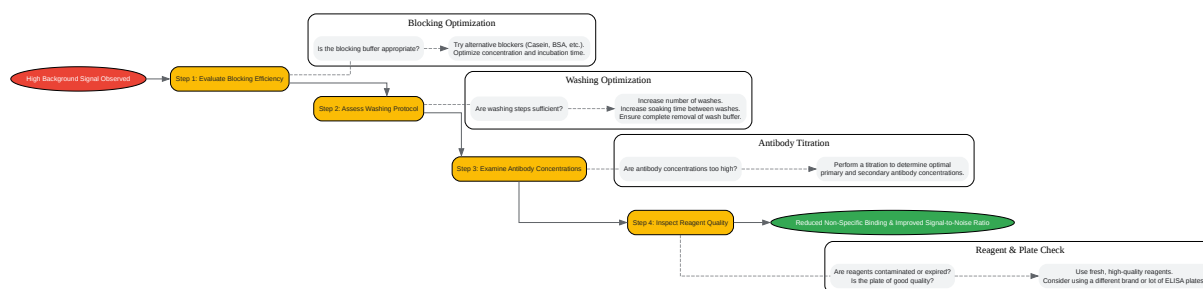 Blocking Optimization
Is the blocking buffer appropriate?
Try alternative blockers (Casein, BSA, etc.).
Optimize concentration and incubation time.
High Background Signal Observed
Step 1: Evaluate Blocking Efficiency
Washing Optimization
Step 2: Assess Washing Protocol
Are washing steps sufficient?
Increase number of washes.
Increase soaking time between washes.
Ensure complete removal of wash buffer.
Antibody Titration
Step 3: Examine Antibody Concentrations
Are antibody concentrations too high?
Perform a titration to determine optimal
primary and secondary antibody concentrations.
Step 4: Inspect Reagent Quality
Reduced Non-Specific Binding & Improved Signal-to-Noise Ratio
Reagent & Plate Check
Are reagents contaminated or expired?
Is the plate of good quality?
Use fresh, high-quality reagents.
Consider using a different brand or lot of ELISA plates